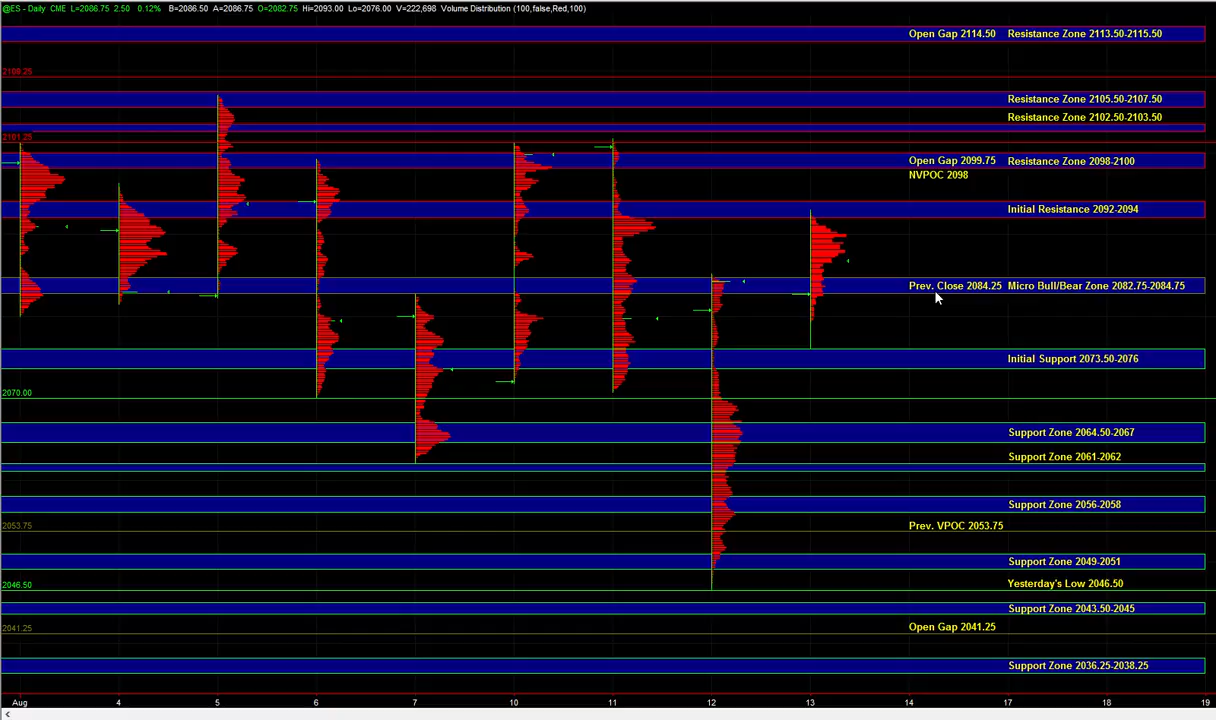 @ES - Daily CME L=2086.75 2.50 0.12% B=2086.50 A=2086.75 O=2082.75 Hi=2093.00 Lo=2076.00 V=222,698 Volume Distribution (100,false,Red,100)
Open Gap 2114.50 Resistance Zone 2113.50-2115.50
2109.25
Resistance Zone 2105.50-2107.50
Resistance Zone 2102.50-2103.50
2101.25
Open Gap 2099.75 Resistance Zone 2098-2100
NVPOC 2098
Initial Resistance 2092-2094
Prev. Close 2084.25 Micro Bull/Bear Zone 2082.75-2084.75
Initial Support 2073.50-2076
2070.00
Support Zone 2064.50-2067
Support Zone 2061-2062
Support Zone 2056-2058
2053.75 Prev. VPOC 2053.75
Support Zone 2049-2051
2046.50 Yesterday's Low 2046.50
Support Zone 2043.50-2045
2041.25 Open Gap 2041.25
Support Zone 2036.25-2038.25
Aug 4 5 6 7 10 11 12 13 14 17 18 19